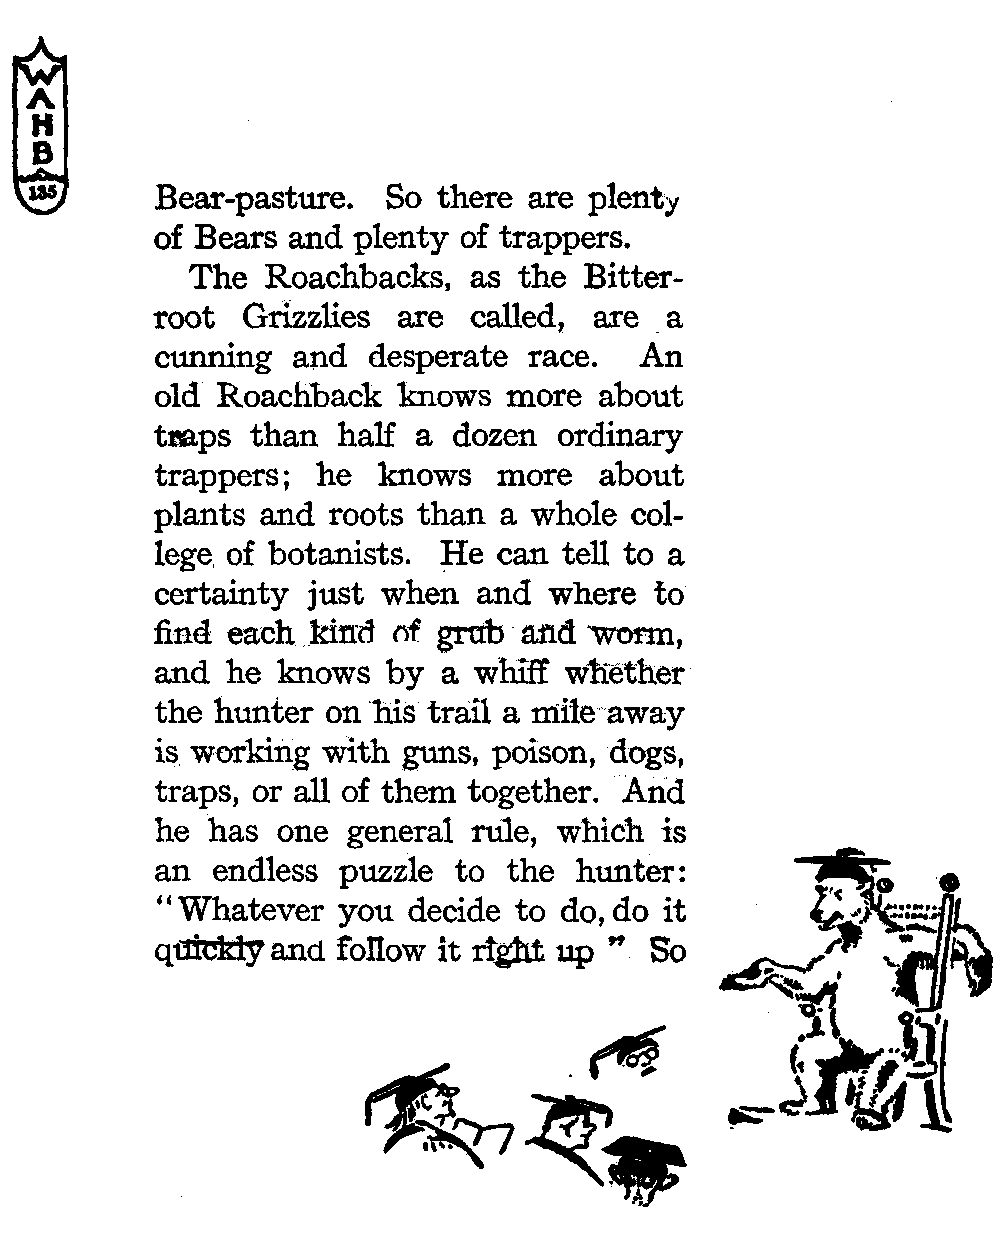 WAHB
135
Bear-pasture. So there are plenty
of Bears and plenty of trappers.
The Roachbacks, as the Bitter-
root Grizzlies are called, are a
cunning and desperate race. An
old Roachback knows more about
traps than half a dozen ordinary
trappers; he knows more about
plants and roots than a whole col-
lege of botanists. He can tell to a
certainty just when and where to
find each kind of grub and worm,
and he knows by a whiff whether
the hunter on his trail a mile away
is working with guns, poison, dogs,
traps, or all of them together. And
he has one general rule, which is
an endless puzzle to the hunter:
“Whatever you decide to do, do it
quickly and follow it right up ” So